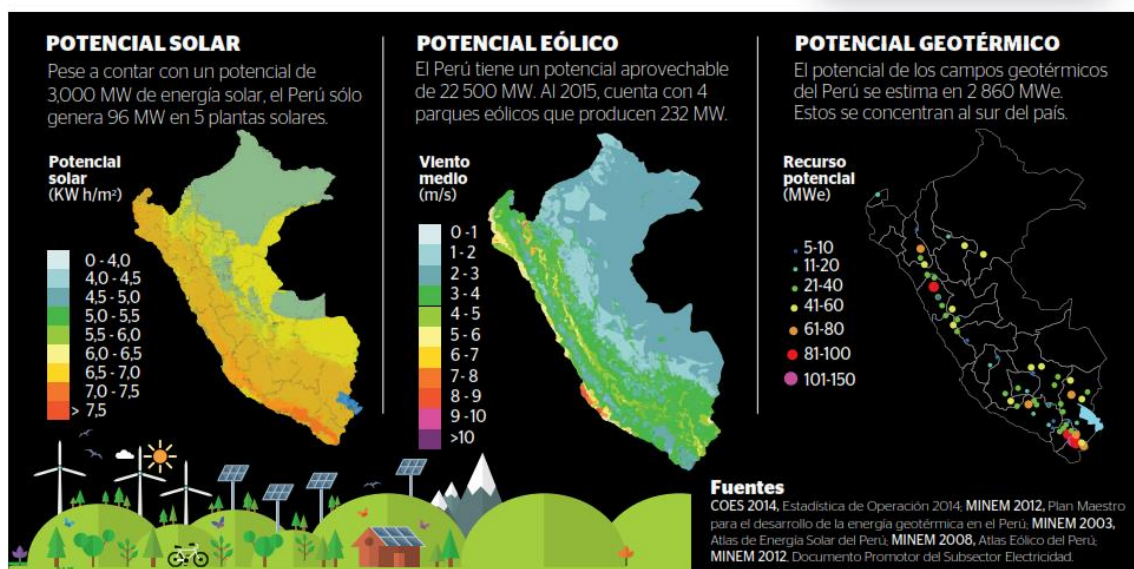 POTENCIAL SOLAR
Pese a contar con un potencial de
3,000 MW de energía solar, el Perú sólo
genera 96 MW en 5 plantas solares.
Potencial
solar
(KW h/m²)
0 - 4,0
4,0 - 4,5
4,5 - 5,0
5,0 - 5,5
5,5 - 6,0
6,0 - 6,5
6,5 - 7,0
7,0 - 7,5
> 7,5
POTENCIAL EÓLICO
El Perú tiene un potencial aprovechable
de 22 500 MW. Al 2015, cuenta con 4
parques eólicos que producen 232 MW.
Viento
medio
(m/s)
0 -1
1 - 2
2 - 3
3 - 4
4 - 5
5 - 6
6 - 7
7 - 8
8 - 9
9 - 10
>10
POTENCIAL GEOTÉRMICO
El potencial de los campos geotérmicos
del Perú se estima en 2 860 MWe.
Estos se concentran al sur del país.
Recurso
potencial
(MWe)
5-10
11-20
21-40
41-60
61-80
81-100
101-150
Fuentes
COES 2014, Estadística de Operación 2014; MINEM 2012, Plan Maestro
para el desarrollo de la energía geotérmica en el Perú; MINEM 2003,
Atlas de Energía Solar del Perú; MINEM 2008, Atlas Eólico del Perú;
MINEM 2012, Documento Promotor del Subsector Electricidad.